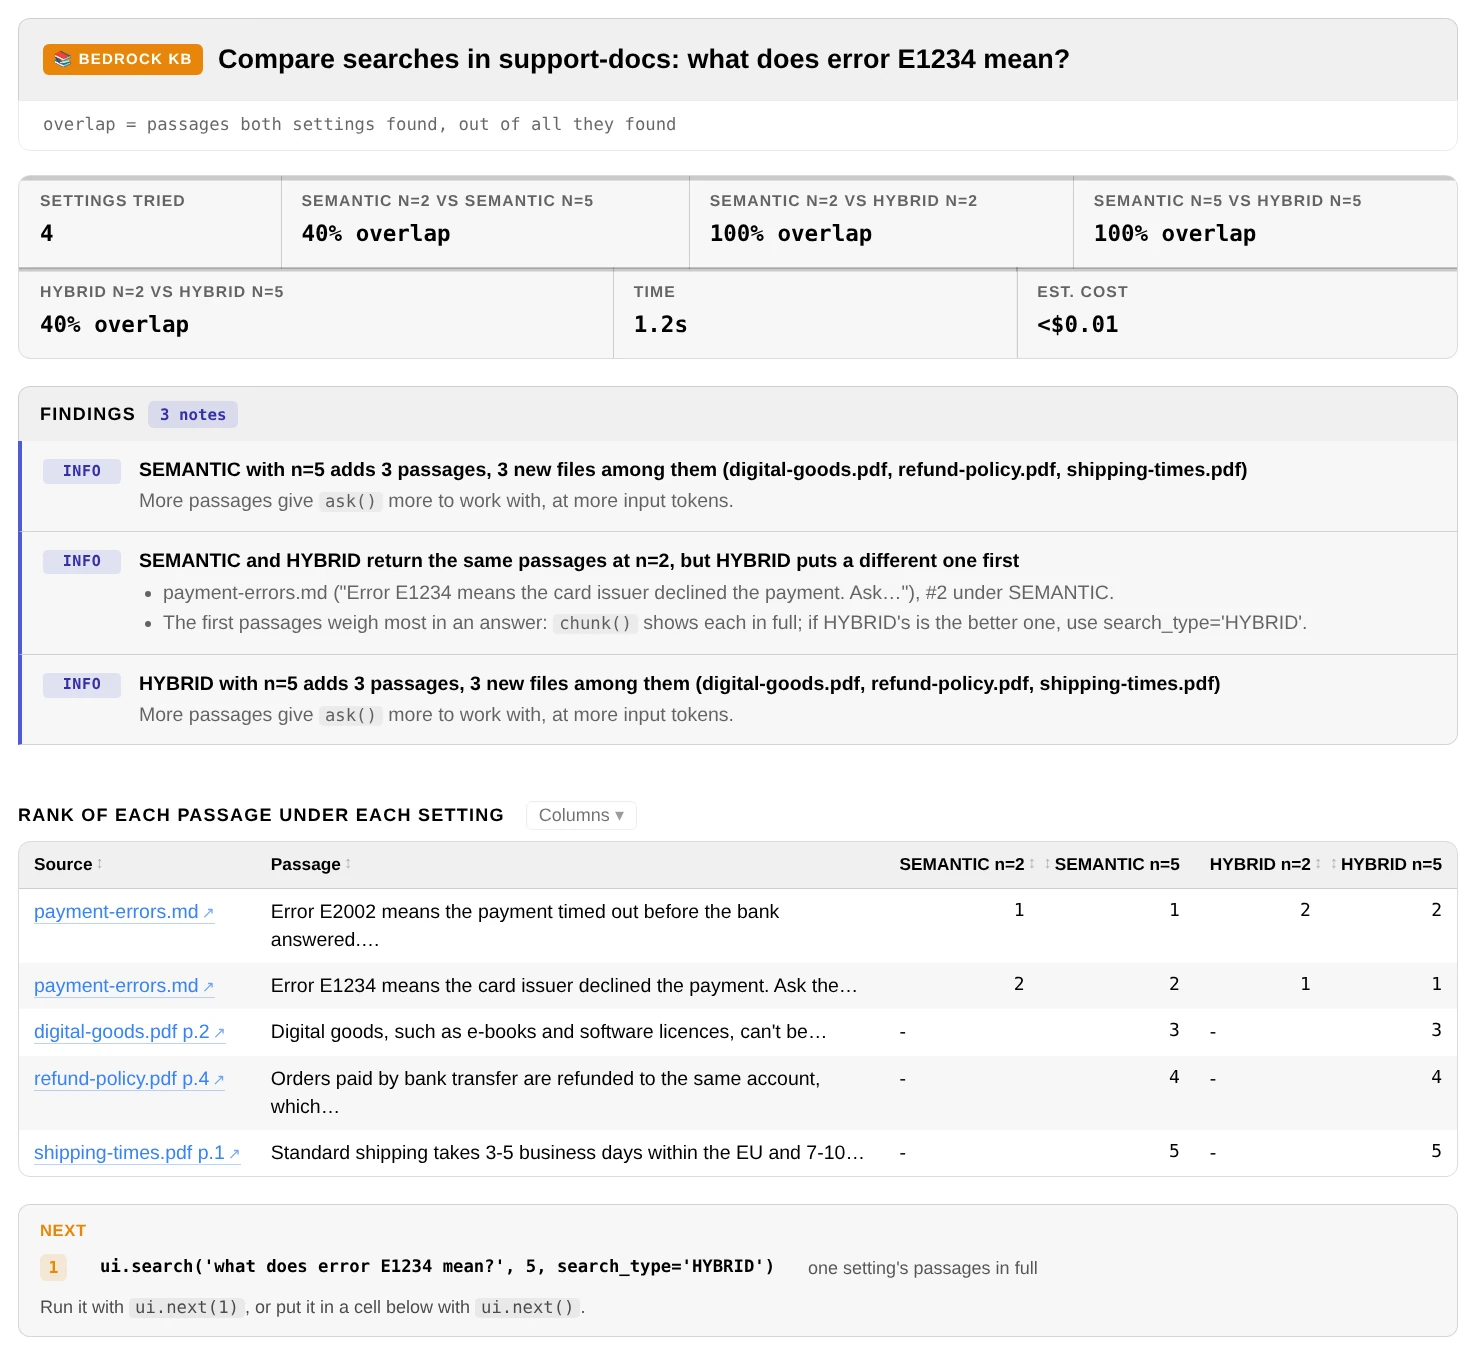 📚 BEDROCK KB Compare searches in support-docs: what does error E1234 mean?
overlap = passages both settings found, out of all they found
SETTINGS TRIED
4
SEMANTIC N=2 VS SEMANTIC N=5
40% overlap
SEMANTIC N=2 VS HYBRID N=2
100% overlap
SEMANTIC N=5 VS HYBRID N=5
100% overlap
HYBRID N=2 VS HYBRID N=5
40% overlap
TIME
1.2s
EST. COST
<$0.01
FINDINGS 3 notes
INFO SEMANTIC with n=5 adds 3 passages, 3 new files among them (digital-goods.pdf, refund-policy.pdf, shipping-times.pdf)
More passages give ask() more to work with, at more input tokens.
INFO SEMANTIC and HYBRID return the same passages at n=2, but HYBRID puts a different one first
• payment-errors.md ("Error E1234 means the card issuer declined the payment. Ask…"), #2 under SEMANTIC.
• The first passages weigh most in an answer: chunk() shows each in full; if HYBRID's is the better one, use search_type='HYBRID'.
INFO HYBRID with n=5 adds 3 passages, 3 new files among them (digital-goods.pdf, refund-policy.pdf, shipping-times.pdf)
More passages give ask() more to work with, at more input tokens.
RANK OF EACH PASSAGE UNDER EACH SETTING Columns ▾
Source ↕ Passage ↕ SEMANTIC n=2 ↕ ↕ SEMANTIC n=5 HYBRID n=2 ↕ ↕ HYBRID n=5
payment-errors.md ↗ Error E2002 means the payment timed out before the bank 1 1 2 2
answered.…
payment-errors.md ↗ Error E1234 means the card issuer declined the payment. Ask the… 2 2 1 1
digital-goods.pdf p.2 ↗ Digital goods, such as e-books and software licences, can't be… - 3 - 3
refund-policy.pdf p.4 ↗ Orders paid by bank transfer are refunded to the same account, - 4 - 4
which…
shipping-times.pdf p.1 ↗ Standard shipping takes 3-5 business days within the EU and 7-10… - 5 - 5
NEXT
1 ui.search('what does error E1234 mean?', 5, search_type='HYBRID') one setting's passages in full
Run it with ui.next(1), or put it in a cell below with ui.next().